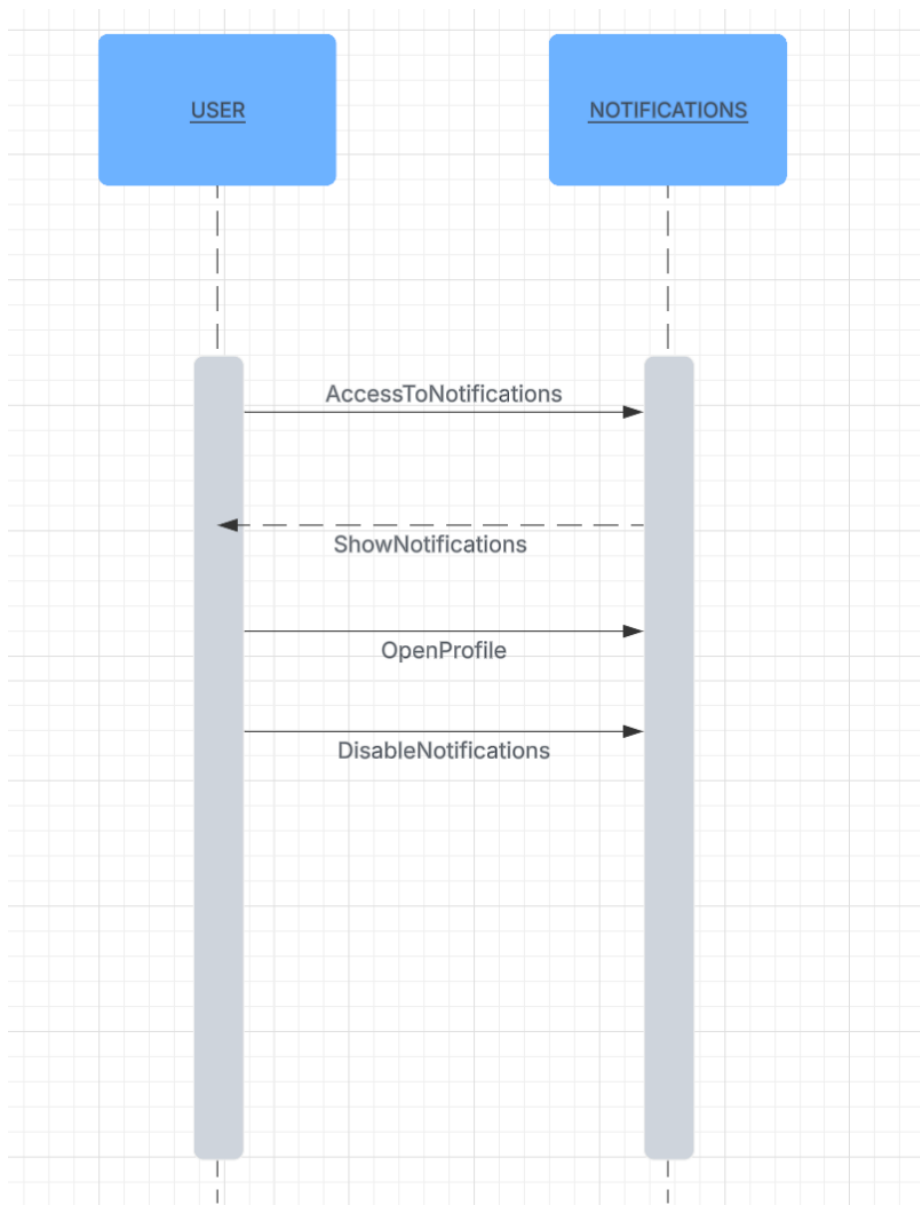 USER
NOTIFICATIONS
AccessToNotifications
ShowNotifications
OpenProfile
DisableNotifications